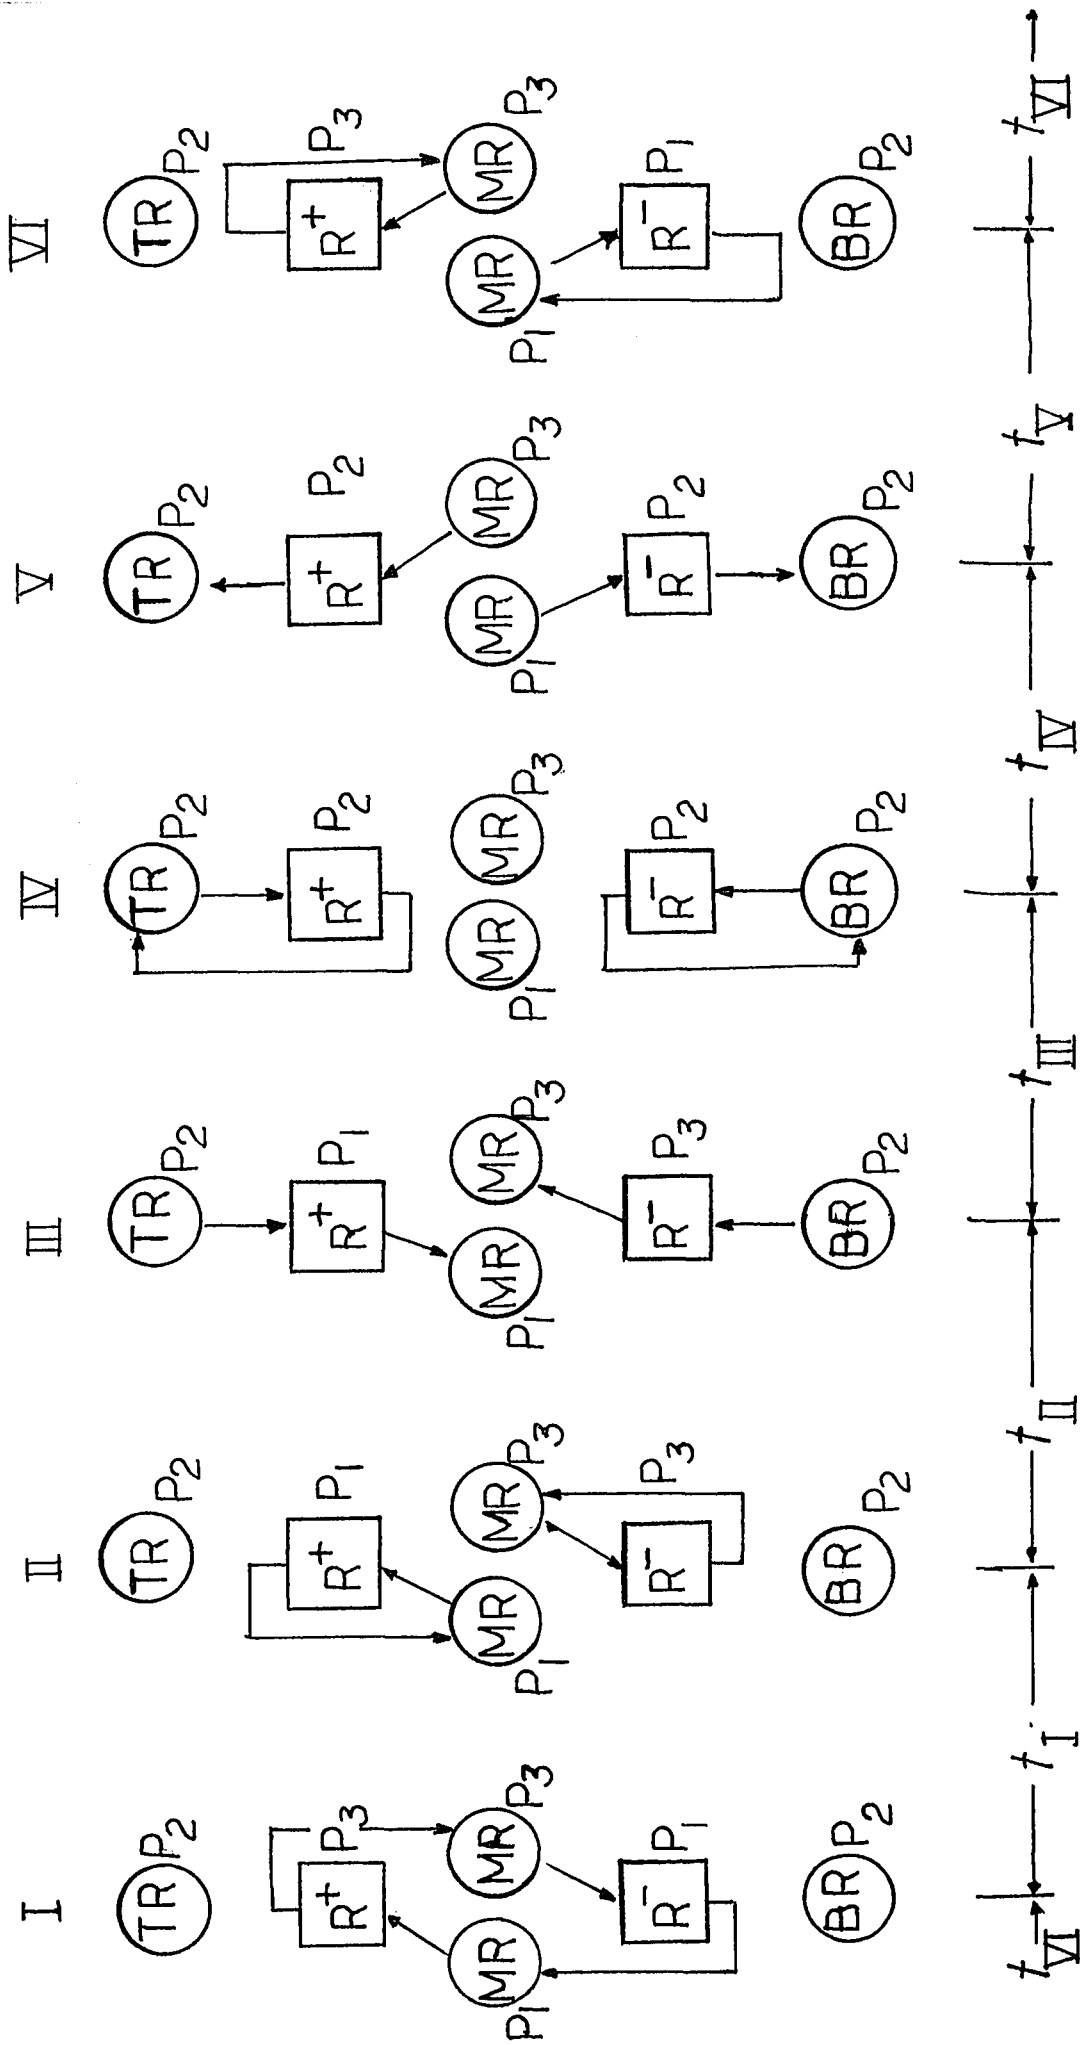 I II III IV V VI
TR P2 TR P2 TR P2 TR P2 TR P2 TR P2
R+ P3 R+ P1 R+ P1 R+ P2 R+ P2 R+ P3
P1 MR MR P3 P1 MR MR P3 P1 MR MR P3 P1 MR MR P3 P1 MR MR P3 P1 MR MR P3
R- P1 R- P3 R- P3 R- P2 R- P2 R- P1
BR P2 BR P2 BR P2 BR P2 BR P2 BR P2
tVI tI tII tIII tIV tV tVI